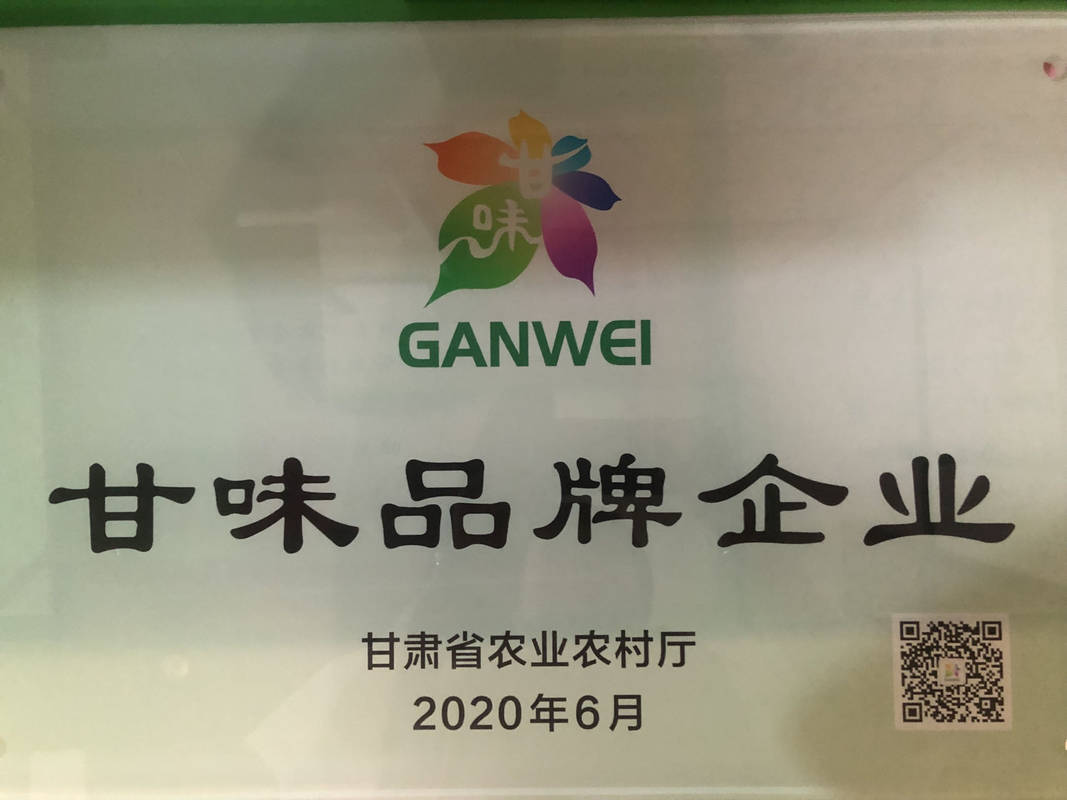 甘
味
GANWEI
甘味品牌企业
甘肃省农业农村厅
2020年6月